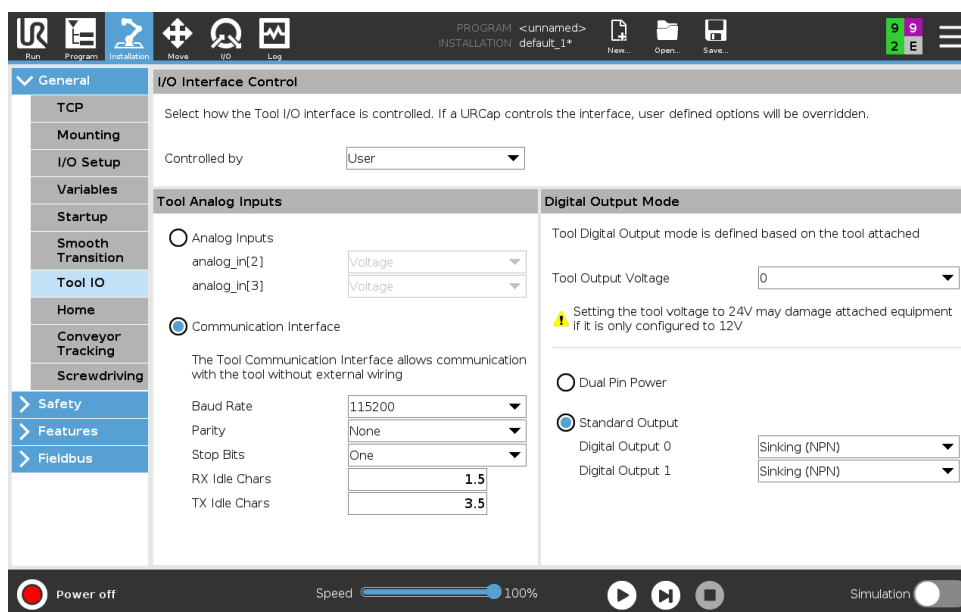 PROGRAM <unnamed>
INSTALLATION default_1*
UR
Run
Program
Installation
Move
I/O
Log
New...
Open...
Save...
9 9
2 E
General
TCP
Mounting
I/O Setup
Variables
Startup
Smooth
Transition
Tool IO
Home
Conveyor
Tracking
Screwdriving
Safety
Features
Fieldbus
I/O Interface Control
Select how the Tool I/O interface is controlled. If a URCap controls the interface, user defined options will be overridden.
Controlled by User
Tool Analog Inputs
Analog Inputs
analog_in[2] Voltage
analog_in[3] Voltage
Communication Interface
The Tool Communication Interface allows communication
with the tool without external wiring
Baud Rate 115200
Parity None
Stop Bits One
RX Idle Chars 1.5
TX Idle Chars 3.5
Digital Output Mode
Tool Digital Output mode is defined based on the tool attached
Tool Output Voltage 0
Setting the tool voltage to 24V may damage attached equipment
if it is only configured to 12V
Dual Pin Power
Standard Output
Digital Output 0 Sinking (NPN)
Digital Output 1 Sinking (NPN)
Power off
Speed 100%
Simulation